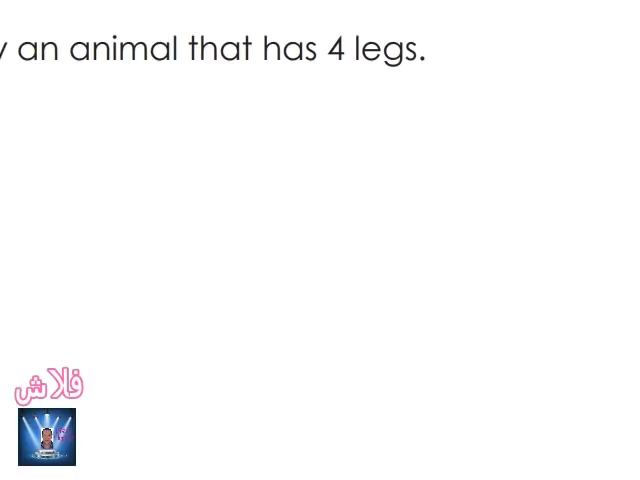 y an animal that has 4 legs.
فلاش